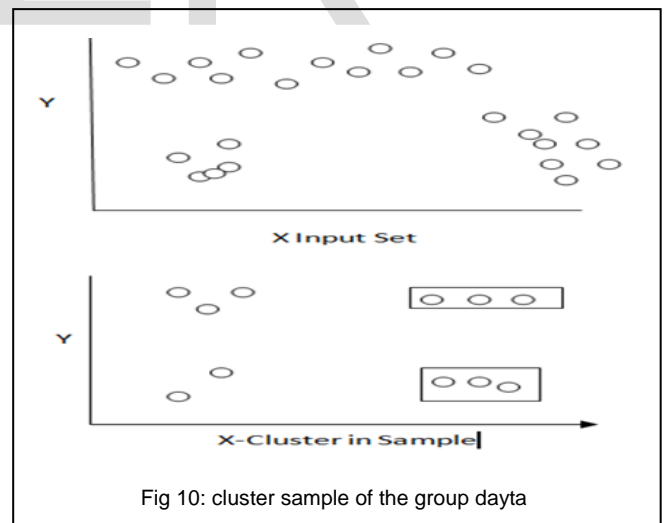 Y
X Input Set
Y
X-Cluster in Sample
Fig 10: cluster sample of the group dayta